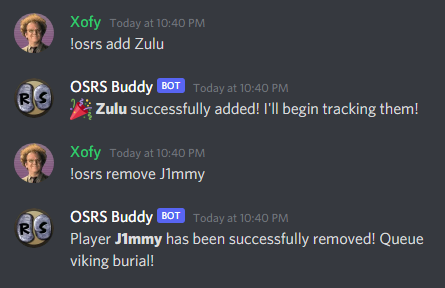 Xofy Today at 10:40 PM
!osrs add Zulu
RS OSRS Buddy BOT Today at 10:40 PM
🎉 Zulu successfully added! I'll begin tracking them!
Xofy Today at 10:40 PM
!osrs remove J1mmy
RS OSRS Buddy BOT Today at 10:40 PM
Player J1mmy has been successfully removed! Queue
viking burial!